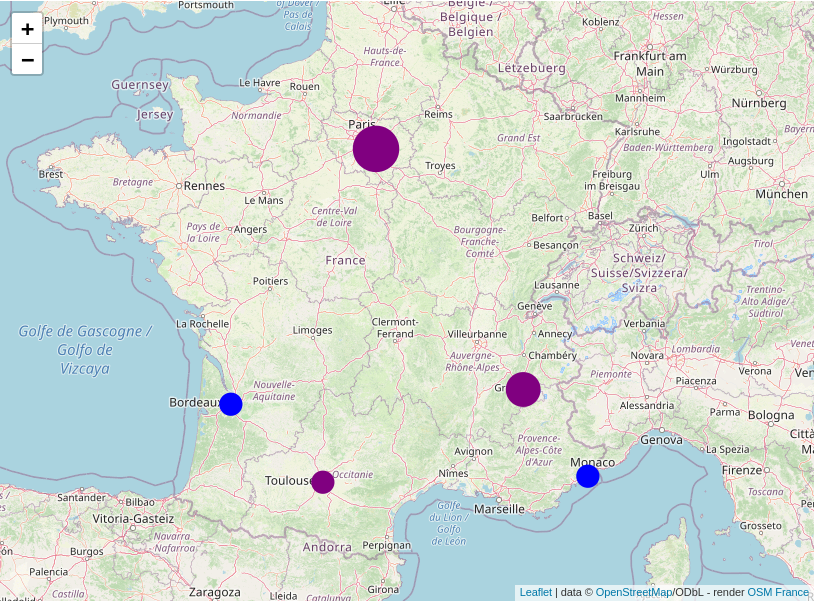 +
−
Plymouth
Portsmouth
Pas de
Calais
Lille
België /
Belgique /
Belgien
Koblenz
Hessen
Hauts-de-
France
Lëtzebuerg
Frankfurt am
Main
Würzburg
Guernsey
Jersey
Le Havre
Rouen
Normandie
Paris
Reims
Saarbrücken
Mannheim
Nürnberg
Grand Est
Karlsruhe
Baden-Württemberg
Ingolstadt
Bayern
Brest
Bretagne
Rennes
Le Mans
Troyes
Freiburg
im Breisgau
Ulm
Augsburg
München
Pays de
la Loire
Angers
Centre-Val
de Loire
Bourgogne-
Franche-
Comté
Belfort
Basel
Zürich
Besançon
Tirol
France
Schweiz/
Suisse/Svizzera/
Svizra
Poitiers
Lausanne
Trentino-
Alto Adige/
Südtirol
Genève
La Rochelle
Limoges
Clermont-
Ferrand
Villeurbanne
Annecy
Verbania
Golfe de Gascogne /
Golfo de
Vizcaya
Auvergne-
Rhône-Alpes
Chambéry
Novara
Lombardia
Verona
Piemonte
Piacenza
Nouvelle-
Aquitaine
Bordeaux
Alessandria
Parma
Bologna
Genova
Provence-
Alpes-Côte
d'Azur
Avignon
La Spezia
Toulouse
Occitanie
Nîmes
Monaco
Firenze
Toscana
Santander
Bilbao
Marseille
Vitoria-Gasteiz
Golfe
du Lion /
Golfo
de León
Grosseto
Navarra -
Nafarroa
Andorra
Perpignan
Burgos
Palencia
Castilla
Zaragoza
Lleida
Catalunya
Girona
Leaflet | data © OpenStreetMap/ODbL - render OSM France